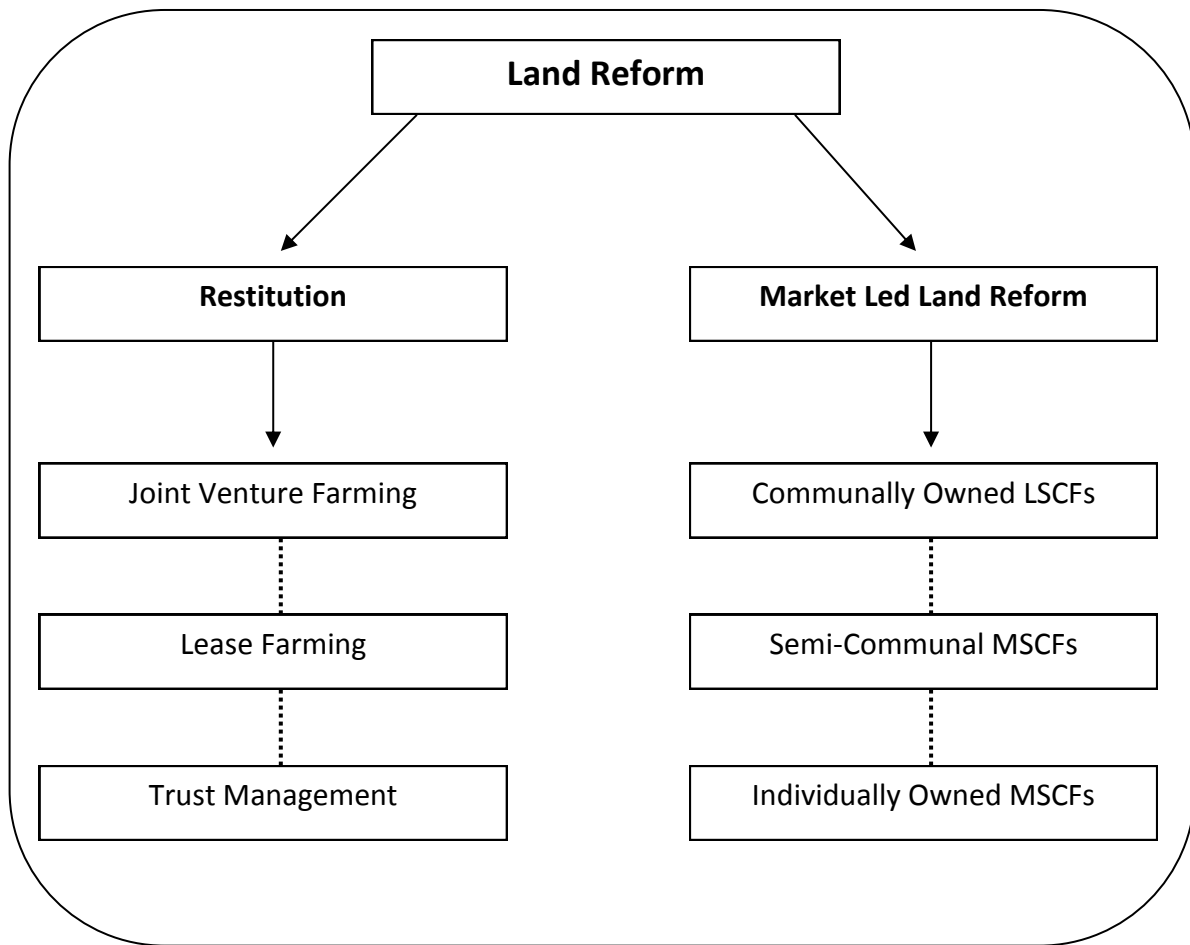 Land Reform
Restitution
Market Led Land Reform
Joint Venture Farming
Communally Owned LSCFs
Lease Farming
Semi-Communal MSCFs
Trust Management
Individually Owned MSCFs